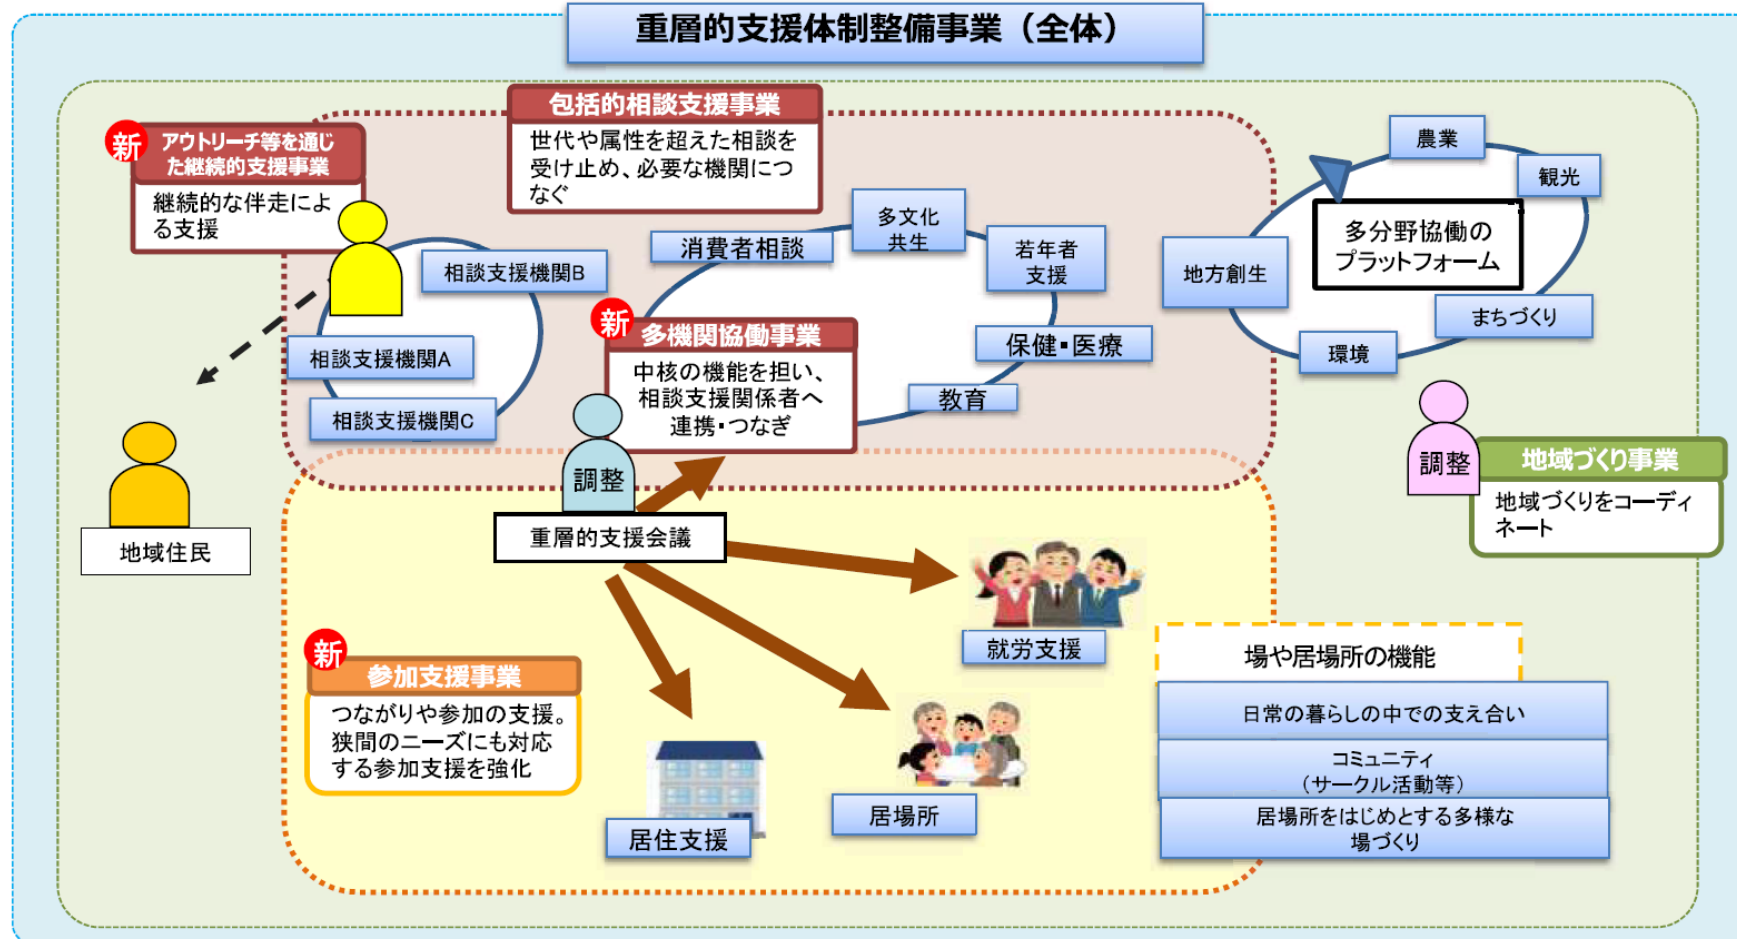 重層的支援体制整備事業（全体）
包括的相談支援事業
世代や属性を超えた相談を
受け止め、必要な機関につ
なぐ
新
アウトリーチ等を通じ
た継続的支援事業
継続的な伴走によ
る支援
相談支援機関B
相談支援機関A
相談支援機関C
消費者相談
多文化
共生
若年者
支援
保健・医療
教育
新
多機関協働事業
中核の機能を担い、
相談支援関係者へ
連携・つなぎ
調整
重層的支援会議
農業
観光
多分野協働の
プラットフォーム
地方創生
まちづくり
環境
調整
地域づくり事業
地域づくりをコーディ
ネート
地域住民
新
参加支援事業
つながりや参加の支援。
狭間のニーズにも対応
する参加支援を強化
就労支援
居場所
居住支援
場や居場所の機能
日常の暮らしの中での支え合い
コミュニティ
（サークル活動等）
居場所をはじめとする多様な
場づくり